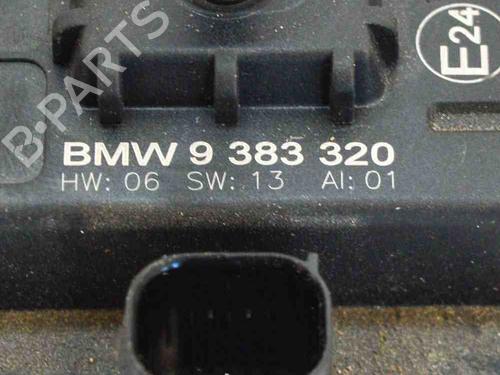 E24
B-PARTS
BMW 9 383 320
HW: 06 SW: 13 AI: 01